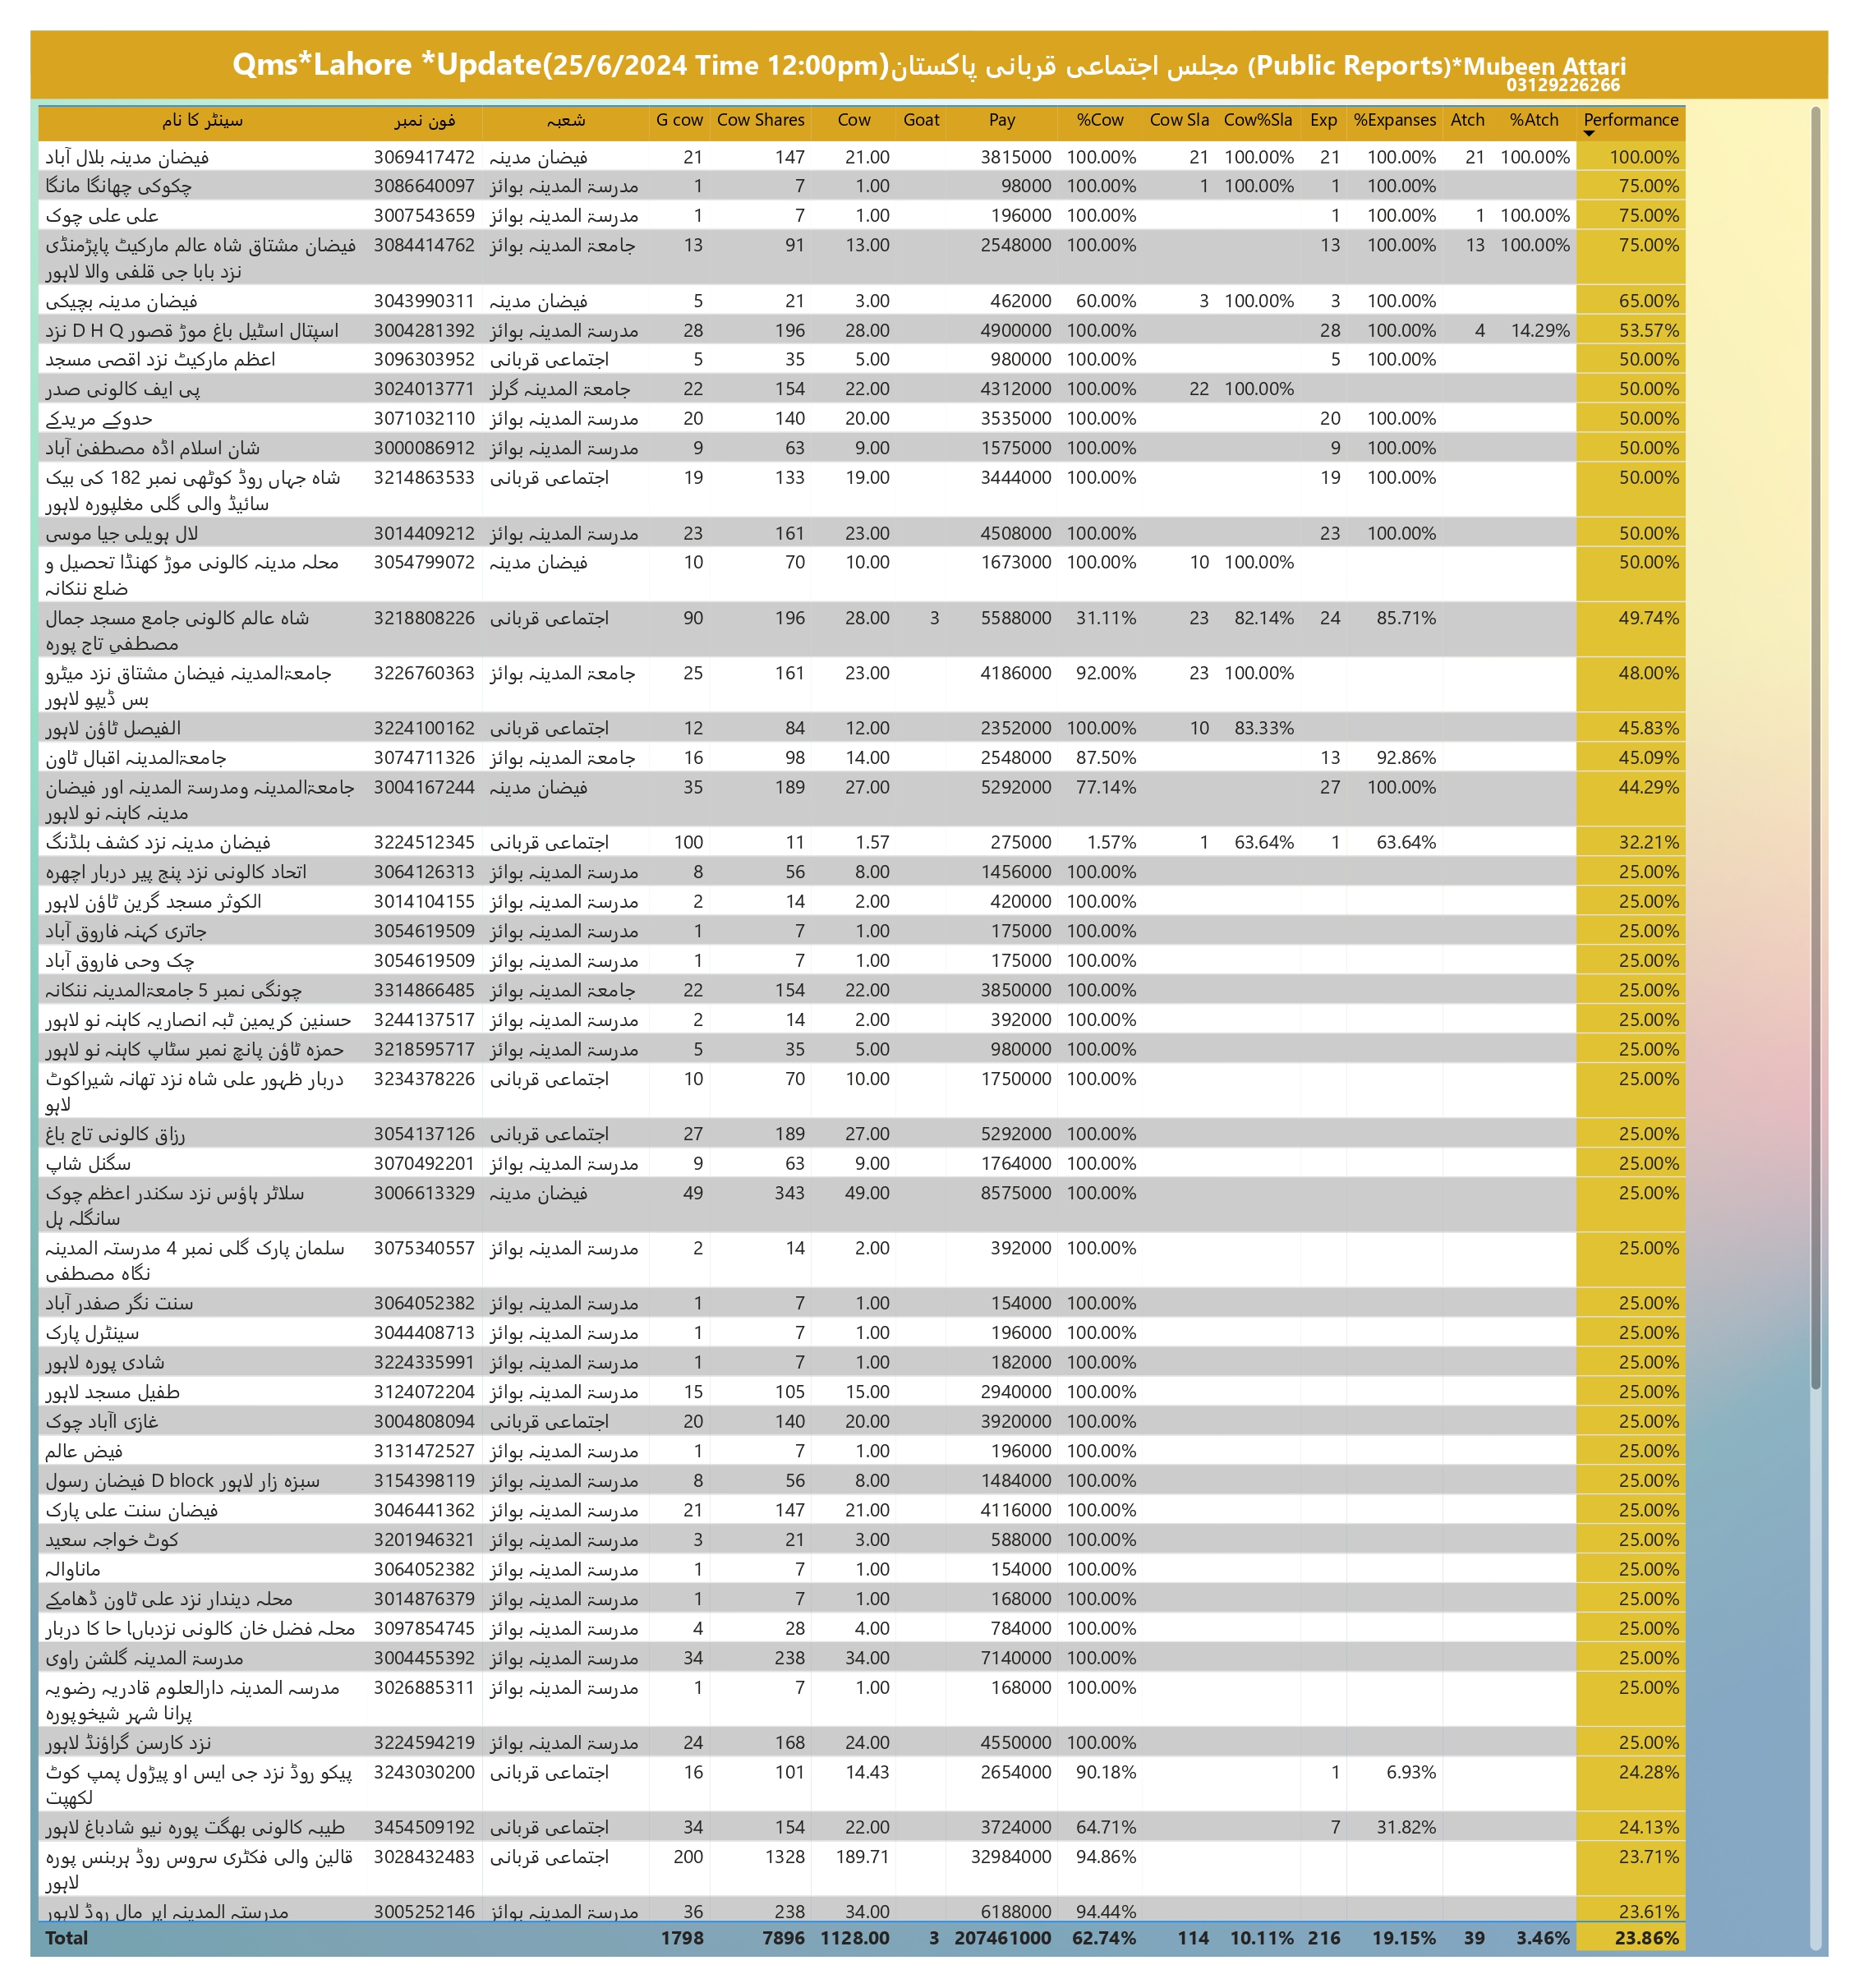 Qms*Lahore *Update(25/6/2024 Time 12:00pm)مجلس اجتماعی قربانی پاکستان (Public Reports)*Mubeen Attari
03129226266
سینٹر کا نام فون نمبر شعبہ G cow Cow Shares Cow Goat Pay %Cow Cow Sla Cow%Sla Exp %Expanses Atch %Atch Performance
فیضان مدینہ بلال آباد 3069417472 فیضان مدینہ 21 147 21.00 3815000 100.00% 21 100.00% 21 100.00% 21 100.00% 100.00%
چکوکی چھانگا مانگا 3086640097 مدرسۃ المدینہ بوائز 1 7 1.00 98000 100.00% 1 100.00% 1 100.00% 75.00%
علی علی چوک 3007543659 مدرسۃ المدینہ بوائز 1 7 1.00 196000 100.00% 1 100.00% 1 100.00% 75.00%
فیضان مشتاق شاہ عالم مارکیٹ پاپڑمنڈی 3084414762 جامعۃ المدینہ بوائز 13 91 13.00 2548000 100.00% 13 100.00% 13 100.00% 75.00%
نزد بابا جی قلفی والا لاہور
فیضان مدینہ بچیکی 3043990311 فیضان مدینہ 5 21 3.00 462000 60.00% 3 100.00% 3 100.00% 65.00%
نزد D H Q اسپتال اسٹیل باغ موڑ قصور 3004281392 مدرسۃ المدینہ بوائز 28 196 28.00 4900000 100.00% 28 100.00% 4 14.29% 53.57%
اعظم مارکیٹ نزد اقصی مسجد 3096303952 اجتماعی قربانی 5 35 5.00 980000 100.00% 5 100.00% 50.00%
پی ایف کالونی صدر 3024013771 جامعۃ المدینہ گرلز 22 154 22.00 4312000 100.00% 22 100.00% 50.00%
حدوکے مریدکے 3071032110 مدرسۃ المدینہ بوائز 20 140 20.00 3535000 100.00% 20 100.00% 50.00%
شان اسلام اڈہ مصطفیٰ آباد 3000086912 مدرسۃ المدینہ بوائز 9 63 9.00 1575000 100.00% 9 100.00% 50.00%
شاہ جہاں روڈ کوٹھی نمبر 182 کی بیک 3214863533 اجتماعی قربانی 19 133 19.00 3444000 100.00% 19 100.00% 50.00%
سائیڈ والی گلی مغلپورہ لاہور
لال ہویلی جیا موسی 3014409212 مدرسۃ المدینہ بوائز 23 161 23.00 4508000 100.00% 23 100.00% 50.00%
محلہ مدینہ کالونی موڑ کھنڈا تحصیل و 3054799072 فیضان مدینہ 10 70 10.00 1673000 100.00% 10 100.00% 50.00%
ضلع ننکانہ
شاہ عالم کالونی جامع مسجد جمال 3218808226 اجتماعی قربانی 90 196 28.00 3 5588000 31.11% 23 82.14% 24 85.71% 49.74%
مصطفي تاج پورہ
جامعۃالمدینہ فیضان مشتاق نزد میٹرو 3226760363 جامعۃ المدینہ بوائز 25 161 23.00 4186000 92.00% 23 100.00% 48.00%
بس ڈیپو لاہور
الفیصل ٹاؤن لاہور 3224100162 اجتماعی قربانی 12 84 12.00 2352000 100.00% 10 83.33% 45.83%
جامعۃالمدینہ اقبال ٹاون 3074711326 جامعۃ المدینہ بوائز 16 98 14.00 2548000 87.50% 13 92.86% 45.09%
جامعۃالمدینہ ومدرسۃ المدینہ اور فیضان 3004167244 فیضان مدینہ 35 189 27.00 5292000 77.14% 27 100.00% 44.29%
مدینہ کاہنہ نو لاہور
فیضان مدینہ نزد کشف بلڈنگ 3224512345 اجتماعی قربانی 100 11 1.57 275000 1.57% 1 63.64% 1 63.64% 32.21%
اتحاد کالونی نزد پنج پیر دربار اچھرہ 3064126313 مدرسۃ المدینہ بوائز 8 56 8.00 1456000 100.00% 25.00%
الکوثر مسجد گرین ٹاؤن لاہور 3014104155 مدرسۃ المدینہ بوائز 2 14 2.00 420000 100.00% 25.00%
جاتری کہنہ فاروق آباد 3054619509 مدرسۃ المدینہ بوائز 1 7 1.00 175000 100.00% 25.00%
چک وحی فاروق آباد 3054619509 مدرسۃ المدینہ بوائز 1 7 1.00 175000 100.00% 25.00%
چونگی نمبر 5 جامعۃالمدینہ ننکانہ 3314866485 جامعۃ المدینہ بوائز 22 154 22.00 3850000 100.00% 25.00%
حسنین کریمین ٹبہ انصاریہ کاہنہ نو لاہور 3244137517 مدرسۃ المدینہ بوائز 2 14 2.00 392000 100.00% 25.00%
حمزہ ٹاؤن پانچ نمبر سٹاپ کاہنہ نو لاہور 3218595717 مدرسۃ المدینہ بوائز 5 35 5.00 980000 100.00% 25.00%
دربار ظہور علی شاہ نزد تھانہ شیراکوٹ 3234378226 اجتماعی قربانی 10 70 10.00 1750000 100.00% 25.00%
لاہو
رزاق کالونی تاج باغ 3054137126 اجتماعی قربانی 27 189 27.00 5292000 100.00% 25.00%
سگنل شاپ 3070492201 مدرسۃ المدینہ بوائز 9 63 9.00 1764000 100.00% 25.00%
سلاٹر ہاؤس نزد سکندر اعظم چوک 3006613329 فیضان مدینہ 49 343 49.00 8575000 100.00% 25.00%
سانگلہ ہل
سلمان پارک گلی نمبر 4 مدرستہ المدینہ 3075340557 مدرسۃ المدینہ بوائز 2 14 2.00 392000 100.00% 25.00%
نگاہ مصطفی
سنت نگر صفدر آباد 3064052382 مدرسۃ المدینہ بوائز 1 7 1.00 154000 100.00% 25.00%
سینٹرل پارک 3044408713 مدرسۃ المدینہ بوائز 1 7 1.00 196000 100.00% 25.00%
شادی پورہ لاہور 3224335991 مدرسۃ المدینہ بوائز 1 7 1.00 182000 100.00% 25.00%
طفیل مسجد لاہور 3124072204 مدرسۃ المدینہ بوائز 15 105 15.00 2940000 100.00% 25.00%
غازی اآباد چوک 3004808094 اجتماعی قربانی 20 140 20.00 3920000 100.00% 25.00%
فیض عالم 3131472527 مدرسۃ المدینہ بوائز 1 7 1.00 196000 100.00% 25.00%
فیضان رسول D block سبزہ زار لاہور 3154398119 مدرسۃ المدینہ بوائز 8 56 8.00 1484000 100.00% 25.00%
فیضان سنت علی پارک 3046441362 مدرسۃ المدینہ بوائز 21 147 21.00 4116000 100.00% 25.00%
کوٹ خواجہ سعید 3201946321 مدرسۃ المدینہ بوائز 3 21 3.00 588000 100.00% 25.00%
ماناوالہ 3064052382 مدرسۃ المدینہ بوائز 1 7 1.00 154000 100.00% 25.00%
محلہ دیندار نزد علی ٹاون ڈھامکے 3014876379 مدرسۃ المدینہ بوائز 1 7 1.00 168000 100.00% 25.00%
محلہ فضل خان کالونی حا کا دربار 3097854745 مدرسۃ المدینہ بوائز 4 28 4.00 784000 100.00% 25.00%
مدرسۃ المدینہ گلشن راوی 3004455392 مدرسۃ المدینہ بوائز 34 238 34.00 7140000 100.00% 25.00%
مدرسہ المدینہ دارالعلوم قادریہ رضویہ 3026885311 مدرسۃ المدینہ بوائز 1 7 1.00 168000 100.00% 25.00%
پرانا شہر شیخوپورہ
نزد کارسن گراؤنڈ لاہور 3224594219 مدرسۃ المدینہ بوائز 24 168 24.00 4550000 100.00% 25.00%
پیکو روڈ نزد جی ایس او پیڑول پمپ کوٹ 3243030200 اجتماعی قربانی 16 101 14.43 2654000 90.18% 1 6.93% 24.28%
لکھپت
طیبہ کالونی بھگت پورہ نیو شادباغ لاہور 3454509192 اجتماعی قربانی 34 154 22.00 3724000 64.71% 7 31.82% 24.13%
قالین والی فکٹری سروس روڈ ہربنس پورہ 3028432483 اجتماعی قربانی 200 1328 189.71 32984000 94.86% 23.71%
لاہور
مدرستہ المدینہ اپر مال روڈ لاہور 3005252146 مدرسۃ المدینہ بوائز 36 238 34.00 6188000 94.44% 23.61%
Total 1798 7896 1128.00 3 207461000 62.74% 114 10.11% 216 19.15% 39 3.46% 23.86%